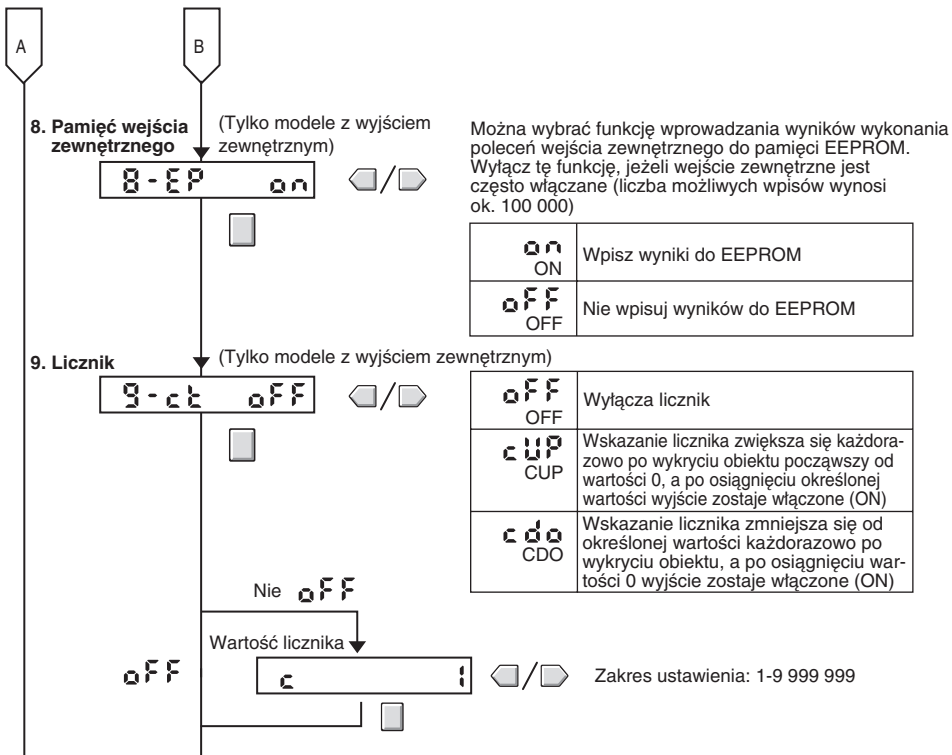 A
B
8. Pamięć wejścia
zewnętrznego
(Tylko modele z wyjściem
zewnętrznym)
8-EP on
/
Można wybrać funkcję wprowadzania wyników wykonania
poleceń wejścia zewnętrznego do pamięci EEPROM.
Wyłącz tę funkcję, jeżeli wejście zewnętrzne jest
często włączane (liczba możliwych wpisów wynosi
ok. 100 000)
on
ON
Wpisz wyniki do EEPROM
oFF
OFF
Nie wpisuj wyników do EEPROM
9. Licznik
(Tylko modele z wyjściem zewnętrznym)
9-ct oFF
/
oFF
OFF
Wyłącza licznik
cUP
CUP
Wskazanie licznika zwiększa się każdora-
zowo po wykryciu obiektu począwszy od
wartości 0, a po osiągnięciu określonej
wartości wyjście zostaje włączone (ON)
cdo
CDO
Wskazanie licznika zmniejsza się od
określonej wartości każdorazowo po
wykryciu obiektu, a po osiągnięciu war-
tości 0 wyjście zostaje włączone (ON)
Nie oFF
Wartość licznika
oFF
c 1
/
Zakres ustawienia: 1-9 999 999